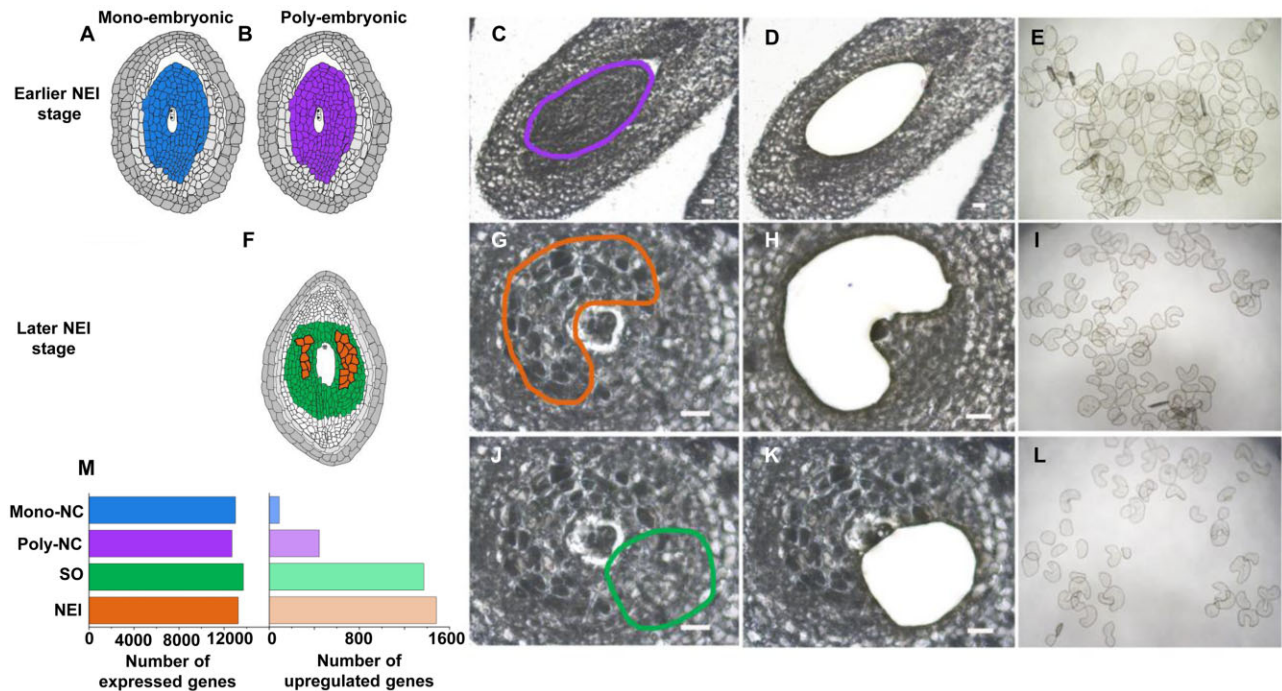 Mono-embryonic
Poly-embryonic
A
B
C
D
E
Earlier NEI
stage
F
G
H
I
Later NEI
stage
J
K
L
M
Mono-NC
Poly-NC
SO
NEI
0 4000 8000 12000
0 400 800 1600
Number of
expressed genes
Number of
upregulated genes